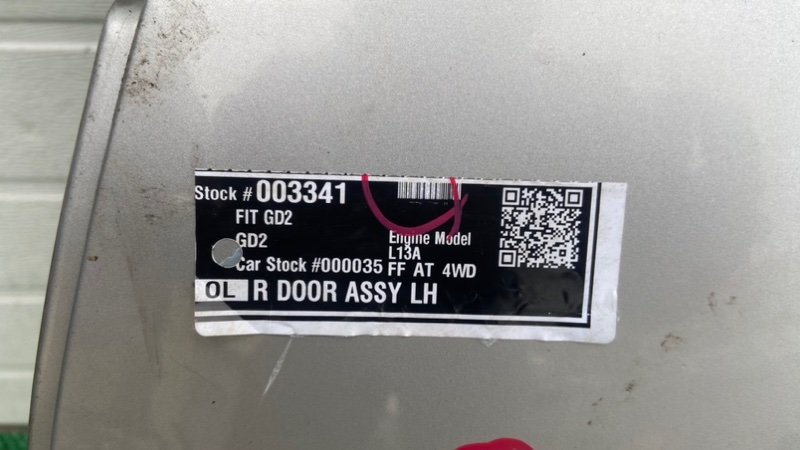 Stock # 003341
FIT GD2
GD2
Engine Model
L13A
Car Stock #000035 FF AT 4WD
OL R DOOR ASSY LH